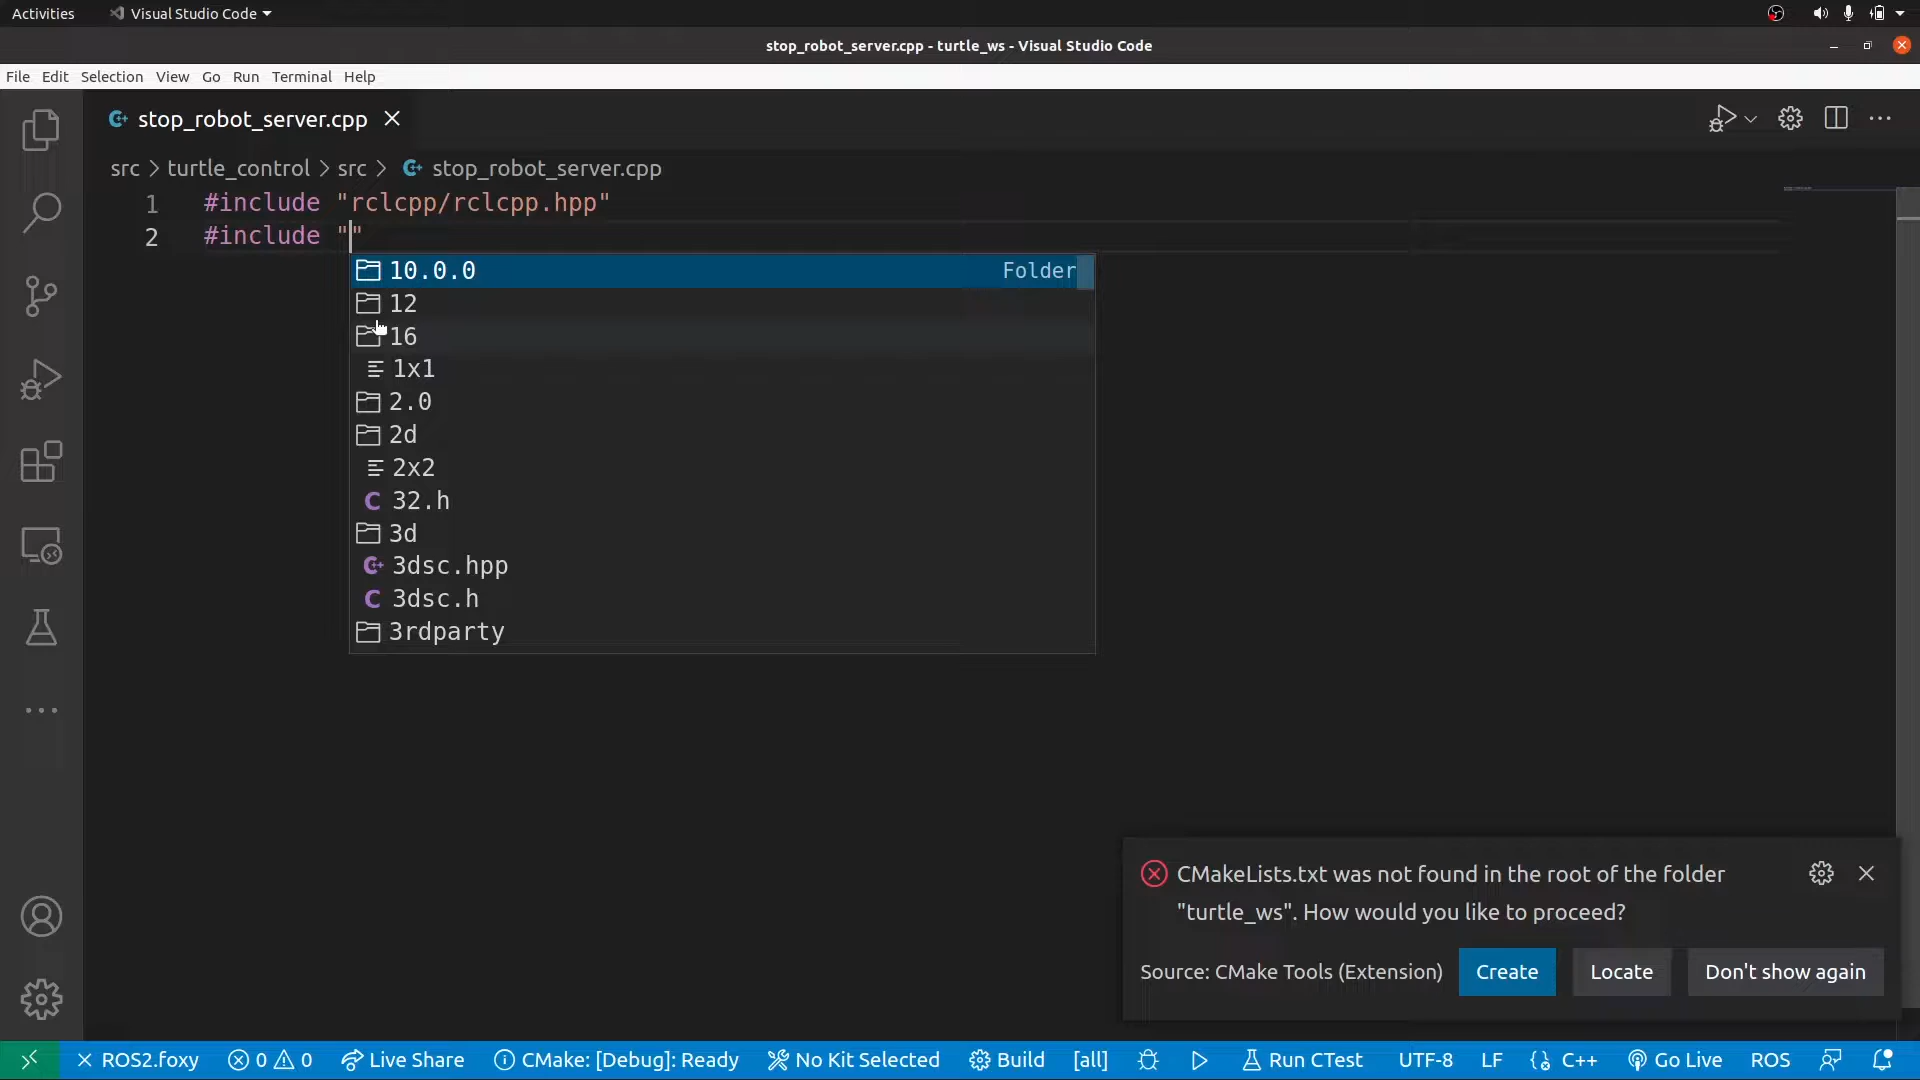 Activities Visual Studio Code
stop_robot_server.cpp - turtle_ws - Visual Studio Code
File Edit Selection View Go Run Terminal Help
stop_robot_server.cpp
src > turtle_control > src > stop_robot_server.cpp
1 #include "rclcpp/rclcpp.hpp"
2 #include ""
10.0.0 Folder
12
16
1x1
2.0
2d
2x2
32.h
3d
3dsc.hpp
3dsc.h
3rdparty
CMakeLists.txt was not found in the root of the folder
"turtle_ws". How would you like to proceed?
Source: CMake Tools (Extension) Create Locate Don't show again
ROS2.foxy 0 0 Live Share CMake: [Debug]: Ready No Kit Selected Build [all] Run CTest UTF-8 LF C++ Go Live ROS